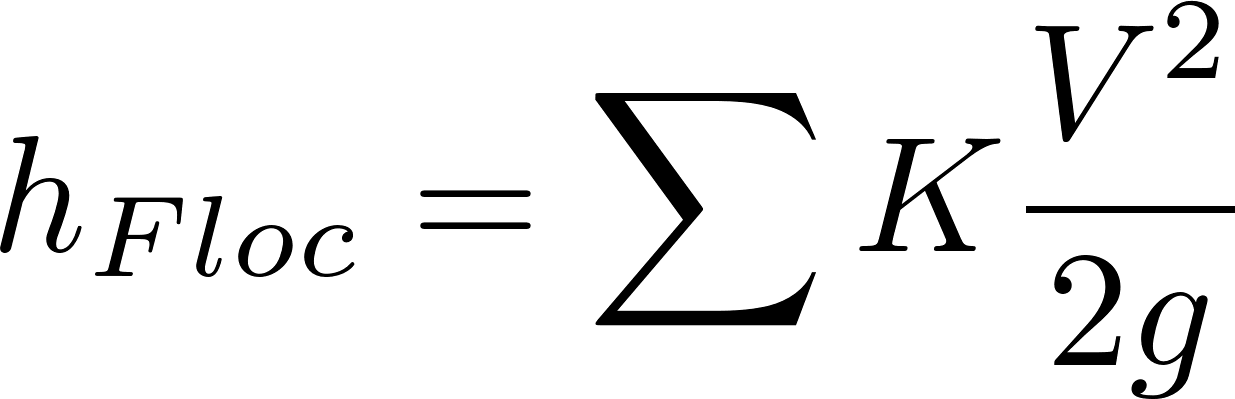 $h_{Floc} = \sum K \frac{V^2}{2g}$